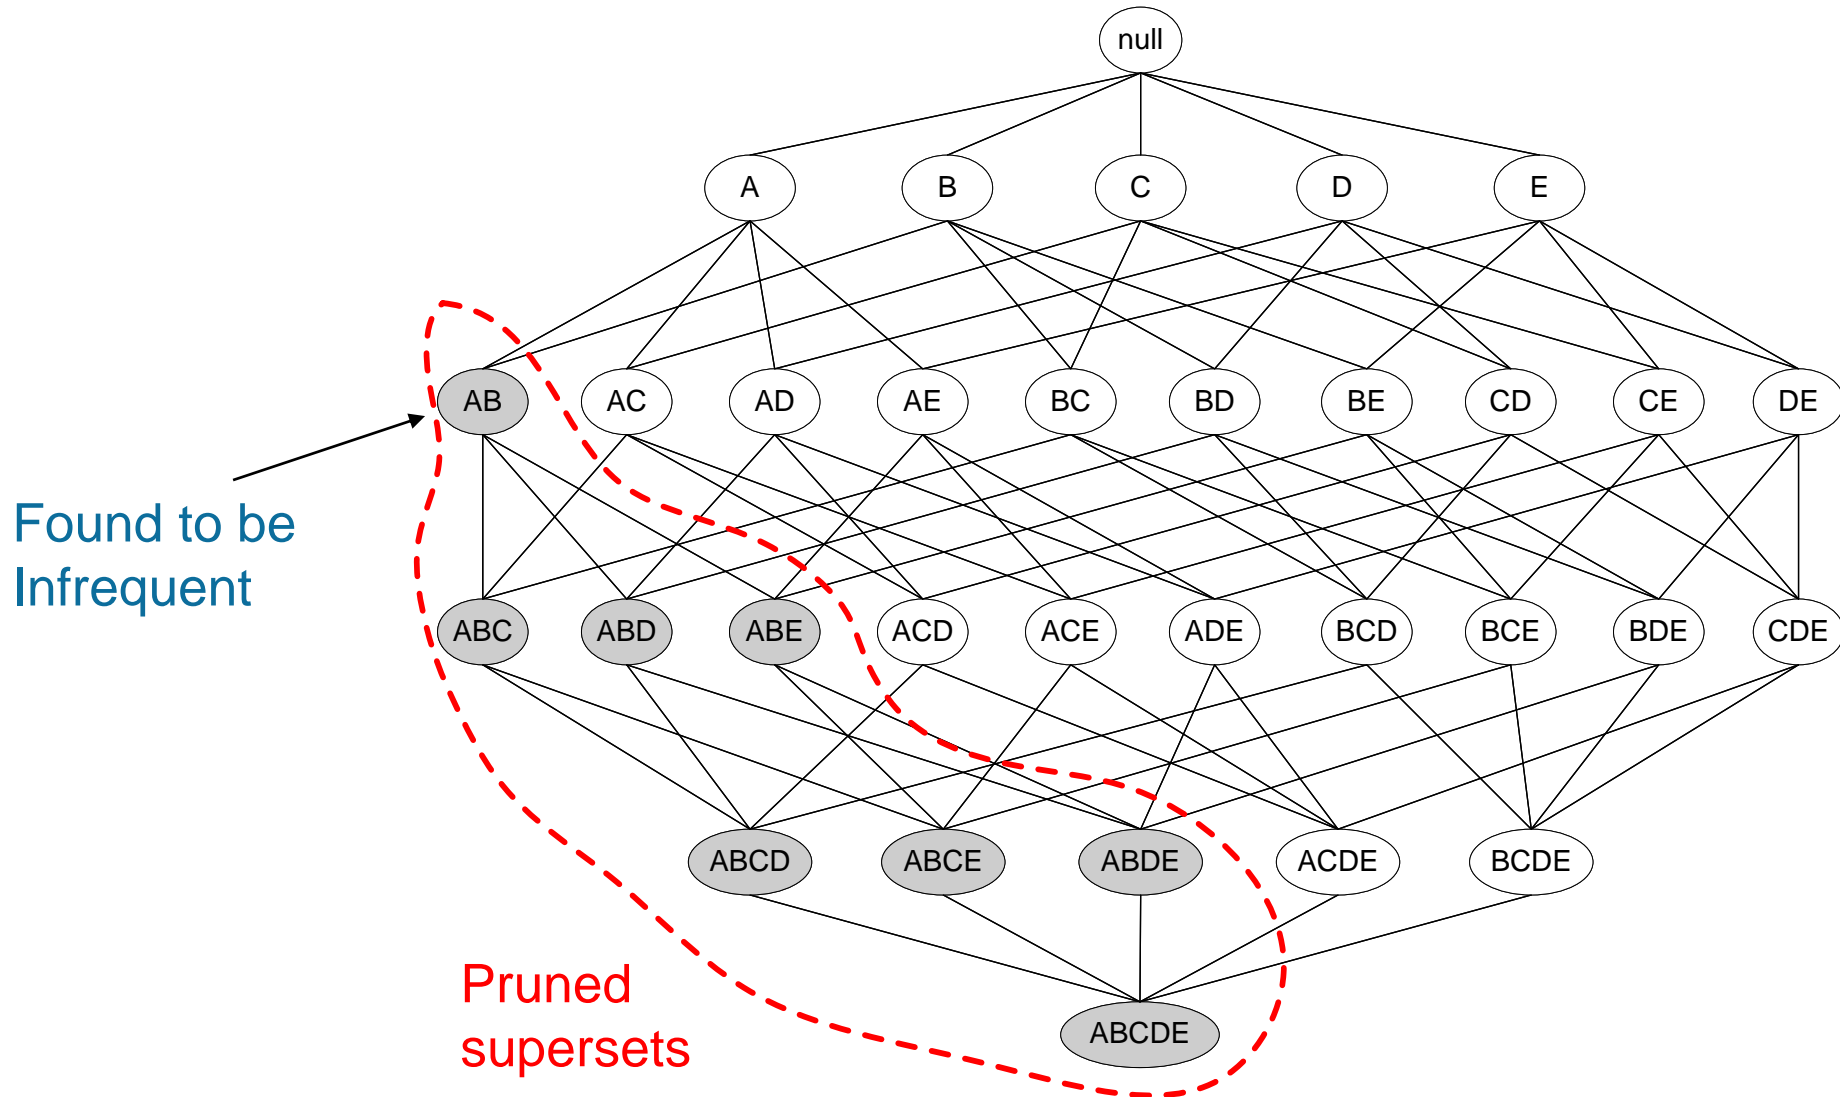 null
A B C D E
AB AC AD AE BC BD BE CD CE DE
Found to be
Infrequent
ABC ABD ABE ACD ACE ADE BCD BCE BDE CDE
ABCD ABCE ABDE ACDE BCDE
Pruned
supersets
ABCDE